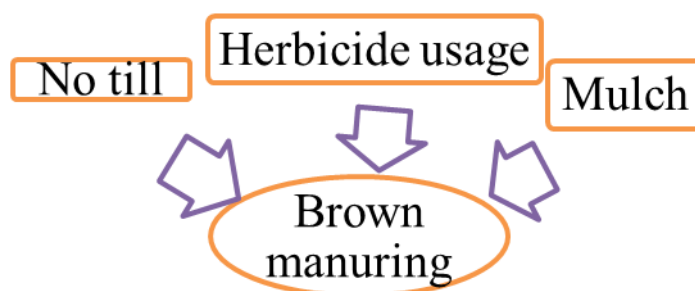 No till
Herbicide usage
Mulch
Brown
manuring